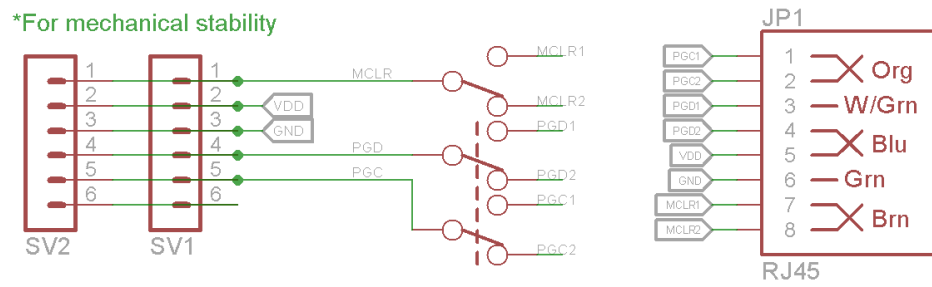 *For mechanical stability
1
2
3
4
5
6
SV2
1
2
3
4
5
6
SV1
VDD
GND
MCLR
PGD
PGC
MCLR1
MCLR2
PGD1
PGD2
PGC1
PGC2
JP1
PGC1
PGC2
PGD1
PGD2
VDD
GND
MCLR1
MCLR2
1
2
3
4
5
6
7
8
Org
W/Grn
Blu
Grn
Brn
RJ45